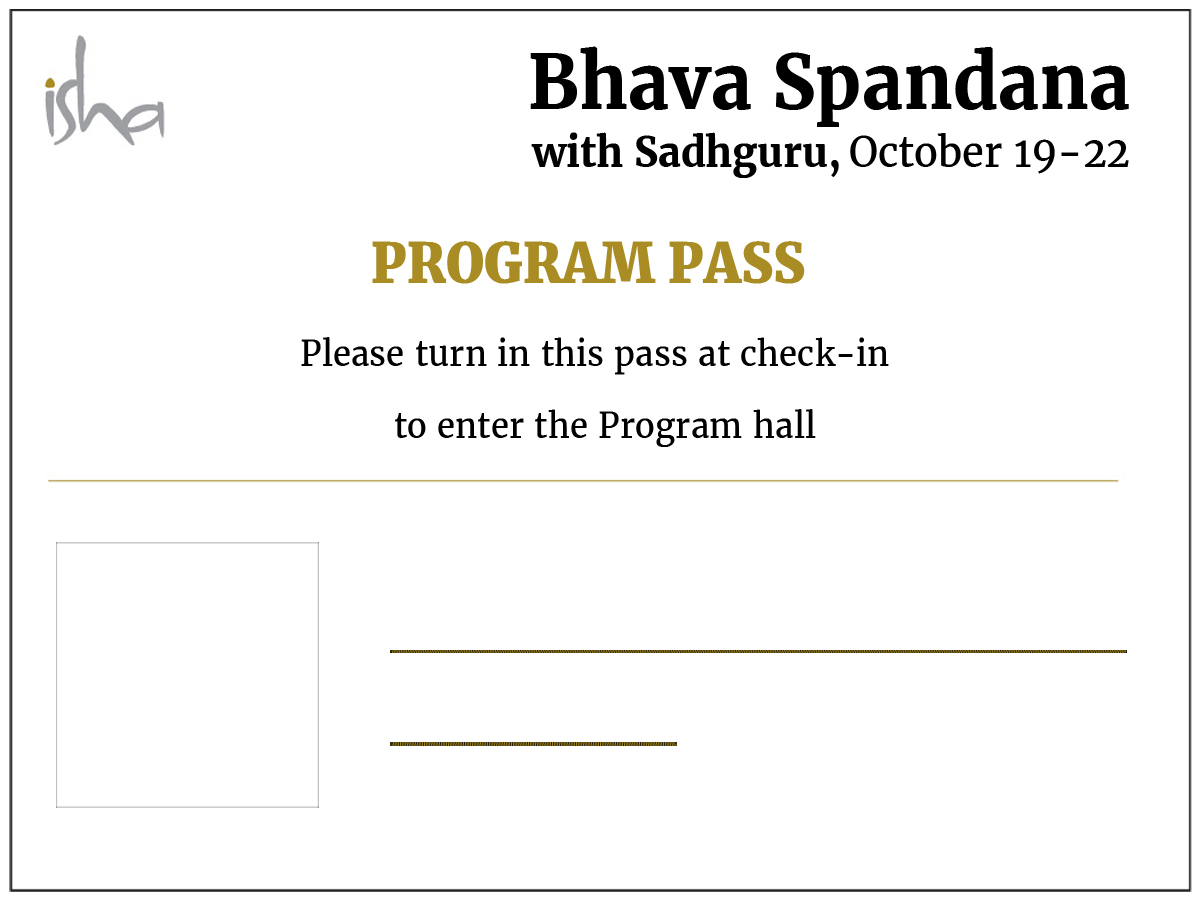 isha
Bhava Spandana
with Sadhguru, October 19-22
PROGRAM PASS
Please turn in this pass at check-in
to enter the Program hall